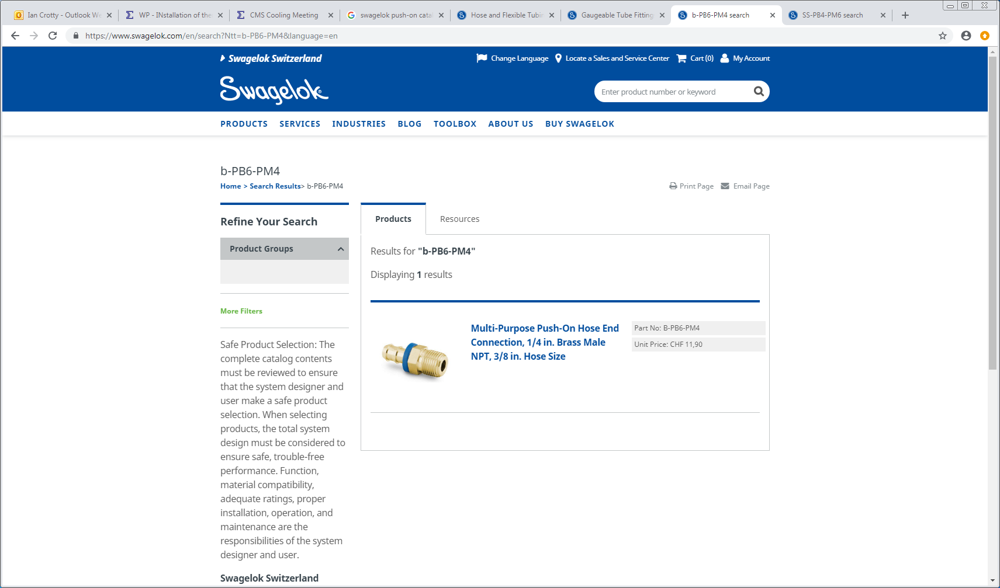 Ian Crotty - Outlook We
WP - INstallation of the
CMS Cooling Meeting
swagelok push-on catal
Hose and Flexible Tubin
Gaugeable Tube Fitting
b-PB6-PM4 search
SS-PB4-PM6 search
https://www.swagelok.com/en/search?Ntt=b-PB6-PM4&language=en
Swagelok Switzerland
Change Language
Locate a Sales and Service Center
Cart (0)
My Account
Swagelok
Enter product number or keyword
PRODUCTS
SERVICES
INDUSTRIES
BLOG
TOOLBOX
ABOUT US
BUY SWAGELOK
b-PB6-PM4
Home > Search Results> b-PB6-PM4
Print Page
Email Page
Refine Your Search
Product Groups
More Filters
Safe Product Selection: The
complete catalog contents
must be reviewed to ensure
that the system designer and
user make a safe product
selection. When selecting
products, the total system
design must be considered to
ensure safe, trouble-free
performance. Function,
material compatibility,
adequate ratings, proper
installation, operation, and
maintenance are the
responsibilities of the system
designer and user.
Swagelok Switzerland
Products
Resources
Results for "b-PB6-PM4"
Displaying 1 results
Multi-Purpose Push-On Hose End
Connection, 1/4 in. Brass Male
NPT, 3/8 in. Hose Size
Part No: B-PB6-PM4
Unit Price: CHF 11,90